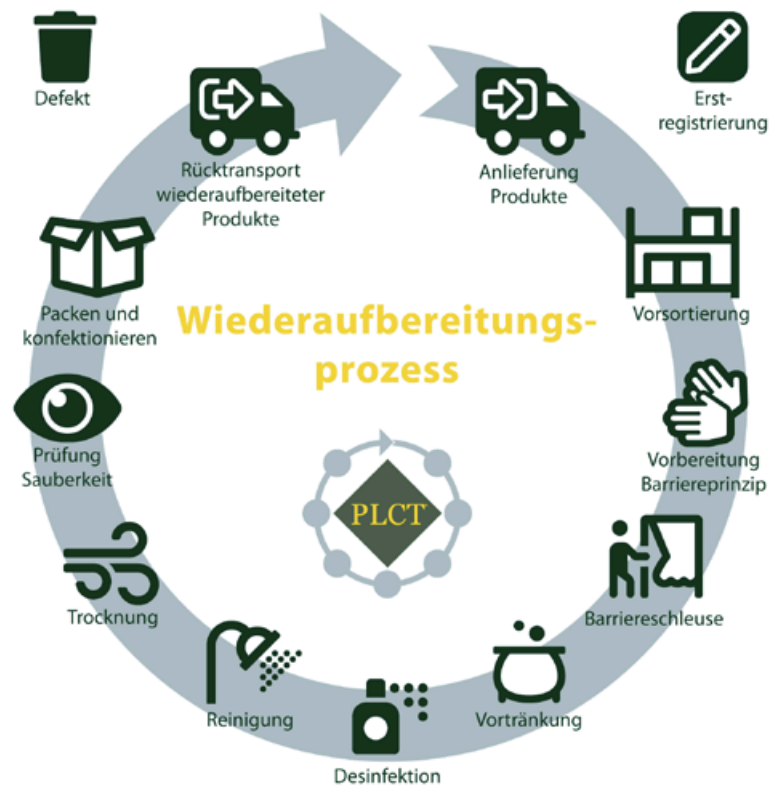 Defekt
Erst-
registrierung
Rücktransport
wiederaufbereiteter
Produkte
Anlieferung
Produkte
Packen und
konfektionieren
Vorsortierung
Wiederaufbereitungs-
prozess
Prüfung
Sauberkeit
Vorbereitung
Barriereprinzip
PLCT
Trocknung
Barriereschleuse
Reinigung
Vortränkung
Desinfektion